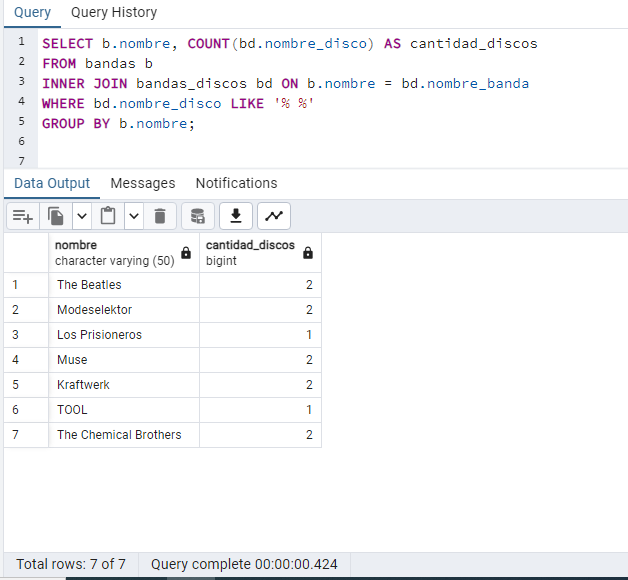 Query Query History
1 SELECT b.nombre, COUNT(bd.nombre_disco) AS cantidad_discos
2 FROM bandas b
3 INNER JOIN bandas_discos bd ON b.nombre = bd.nombre_banda
4 WHERE bd.nombre_disco LIKE '% %'
5 GROUP BY b.nombre;
6
7
Data Output Messages Notifications
nombre cantidad_discos
character varying (50) bigint
1 The Beatles 2
2 Modeselektor 2
3 Los Prisioneros 1
4 Muse 2
5 Kraftwerk 2
6 TOOL 1
7 The Chemical Brothers 2
Total rows: 7 of 7 Query complete 00:00:00.424